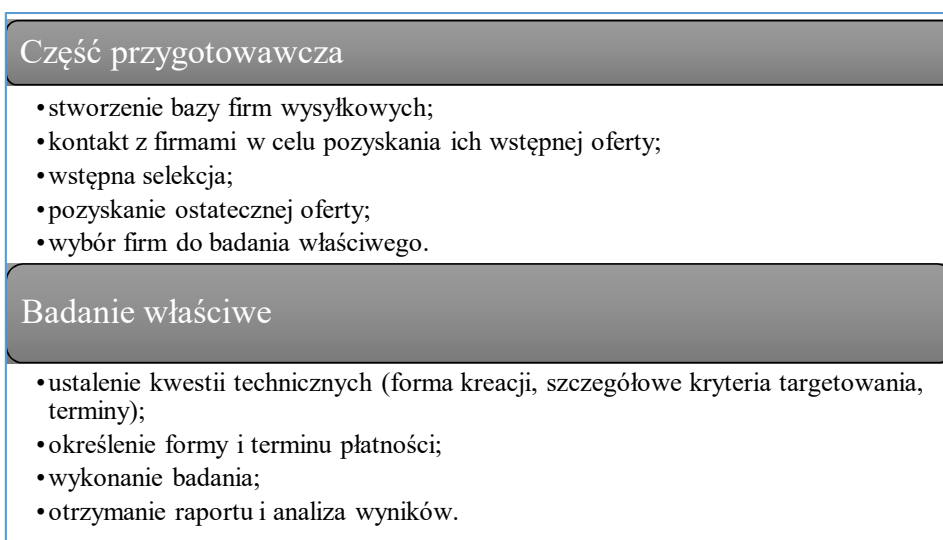 Część przygotowawcza
•stworzenie bazy firm wysyłkowych;
•kontakt z firmami w celu pozyskania ich wstępnej oferty;
•wstępna selekcja;
•pozyskanie ostatecznej oferty;
•wybór firm do badania właściwego.
Badanie właściwe
•ustalenie kwestii technicznych (forma kreacji, szczegółowe kryteria targetowania,
terminy);
•określenie formy i terminu płatności;
•wykonanie badania;
•otrzymanie raportu i analiza wyników.